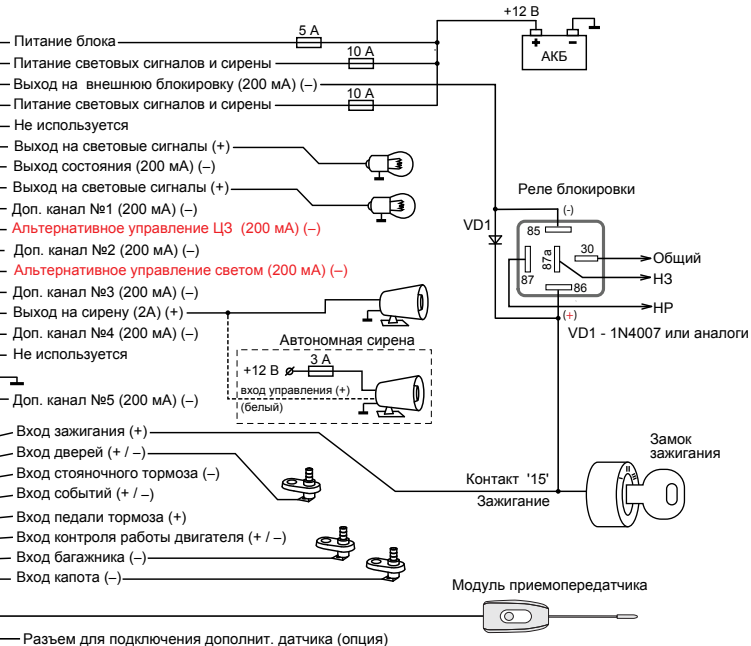 +12 В
Питание блока
5 А
+ –
АКБ
Питание световых сигналов и сирены
10 А
Выход на внешнюю блокировку (200 мА) (–)
Питание световых сигналов и сирены
10 А
Не используется
Выход на световые сигналы (+)
Выход состояния (200 мА) (–)
Выход на световые сигналы (+)
Доп. канал №1 (200 мА) (–)
Альтернативное управление ЦЗ (200 мА) (–)
Доп. канал №2 (200 мА) (–)
Альтернативное управление светом (200 мА) (–)
Доп. канал №3 (200 мА) (–)
Выход на сирену (2А) (+)
Доп. канал №4 (200 мА) (–)
Не используется
Доп. канал №5 (200 мА) (–)
Реле блокировки
(-)
VD1
85
30
87а
87
86
(+)
Общий
НЗ
НР
VD1 - 1N4007 или аналоги
Автономная сирена
+12 В
3 А
вход управления (+)
(белый)
Вход зажигания (+)
Вход дверей (+ / –)
Вход стояночного тормоза (–)
Вход событий (+ / –)
Вход педали тормоза (+)
Вход контроля работы двигателя (+ / –)
Вход багажника (–)
Вход капота (–)
Контакт '15'
Зажигание
Замок
зажигания
Модуль приемопередатчика
Разъем для подключения дополнит. датчика (опция)